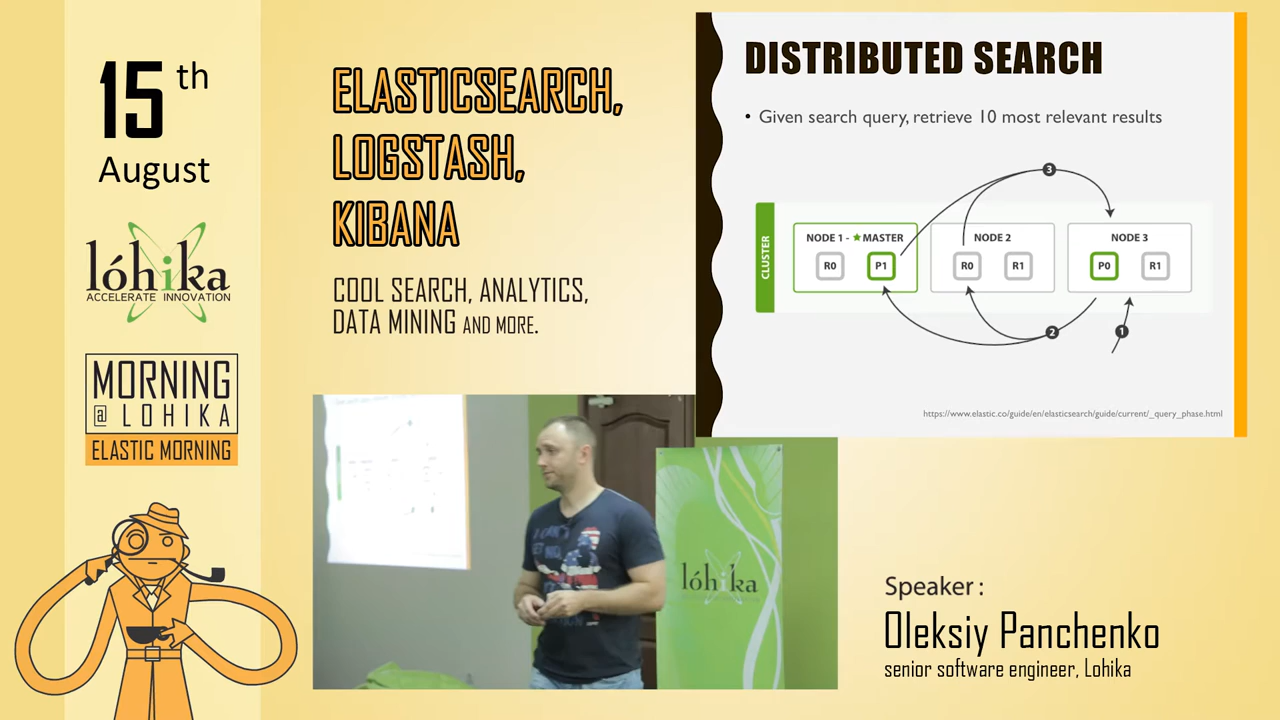 15th
August
lóhika
ACCELERATE INNOVATION
MORNING
@ LOHIKA
ELASTIC MORNING
ELASTICSEARCH,
LOGSTASH,
KIBANA
COOL SEARCH, ANALYTICS,
DATA MINING AND MORE.
DISTRIBUTED SEARCH
• Given search query, retrieve 10 most relevant results
3
CLUSTER
NODE 1 - ★ MASTER
R0 P1
NODE 2
R0 R1
NODE 3
P0 R1
2
1
https://www.elastic.co/guide/en/elasticsearch/guide/current/_query_phase.html
lóhika
Speaker :
Oleksiy Panchenko
senior software engineer, Lohika